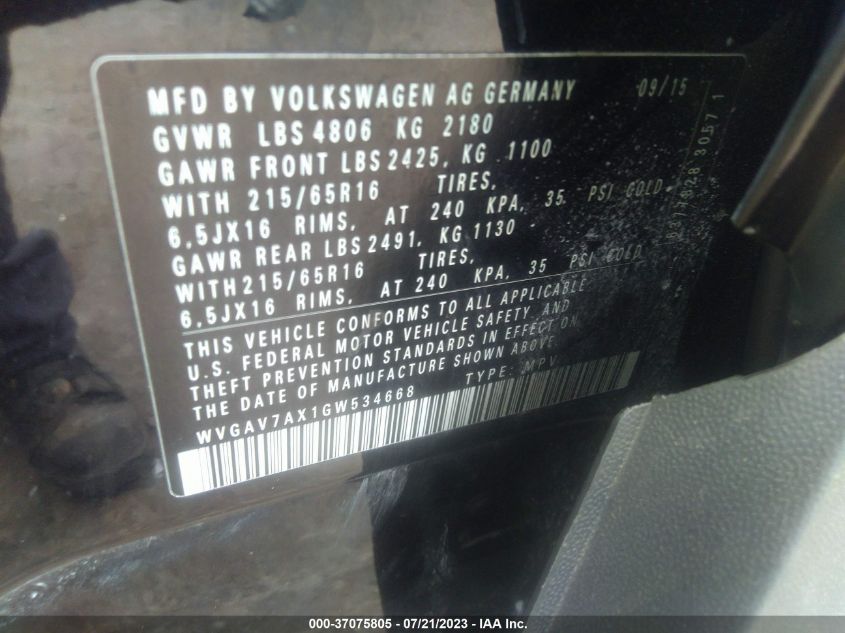 MFD BY VOLKSWAGEN AG GERMANY 09/15
GVWR LBS 4806 KG 2180
GAWR FRONT LBS 2425, KG 1100
WITH 215/65R16 TIRES,
6,5JX16 RIMS, AT 240 KPA, 35 PSI COLD
GAWR REAR LBS 2491, KG 1130
WITH 215/65R16 TIRES,
6,5JX16 RIMS, AT 240 KPA, 35 PSI COLD
THIS VEHICLE CONFORMS TO ALL APPLICABLE
U.S. FEDERAL MOTOR VEHICLE SAFETY AND
THEFT PREVENTION STANDARDS IN EFFECT ON
THE DATE OF MANUFACTURE SHOWN ABOVE.
WVGAV7AX1GW534668 TYPE: MPV
000-37075805 - 07/21/2023 - IAA Inc.